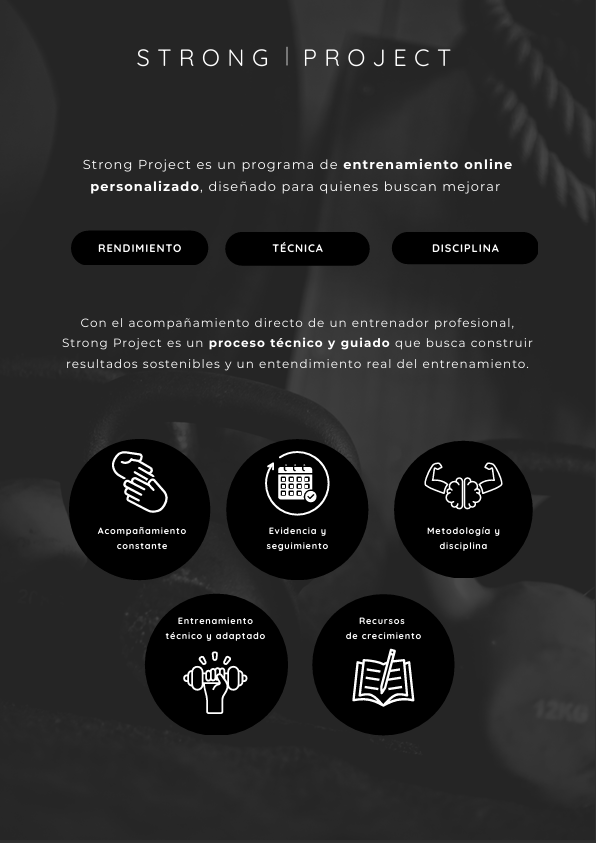 STRONG | PROJECT
Strong Project es un programa de entrenamiento online
personalizado, diseñado para quienes buscan mejorar
RENDIMIENTO
TÉCNICA
DISCIPLINA
Con el acompañamiento directo de un entrenador profesional,
Strong Project es un proceso técnico y guiado que busca construir
resultados sostenibles y un entendimiento real del entrenamiento.
Acompañamiento
constante
Evidencia y
seguimiento
Metodología y
disciplina
Entrenamiento
técnico y adaptado
Recursos
de crecimiento
12KG